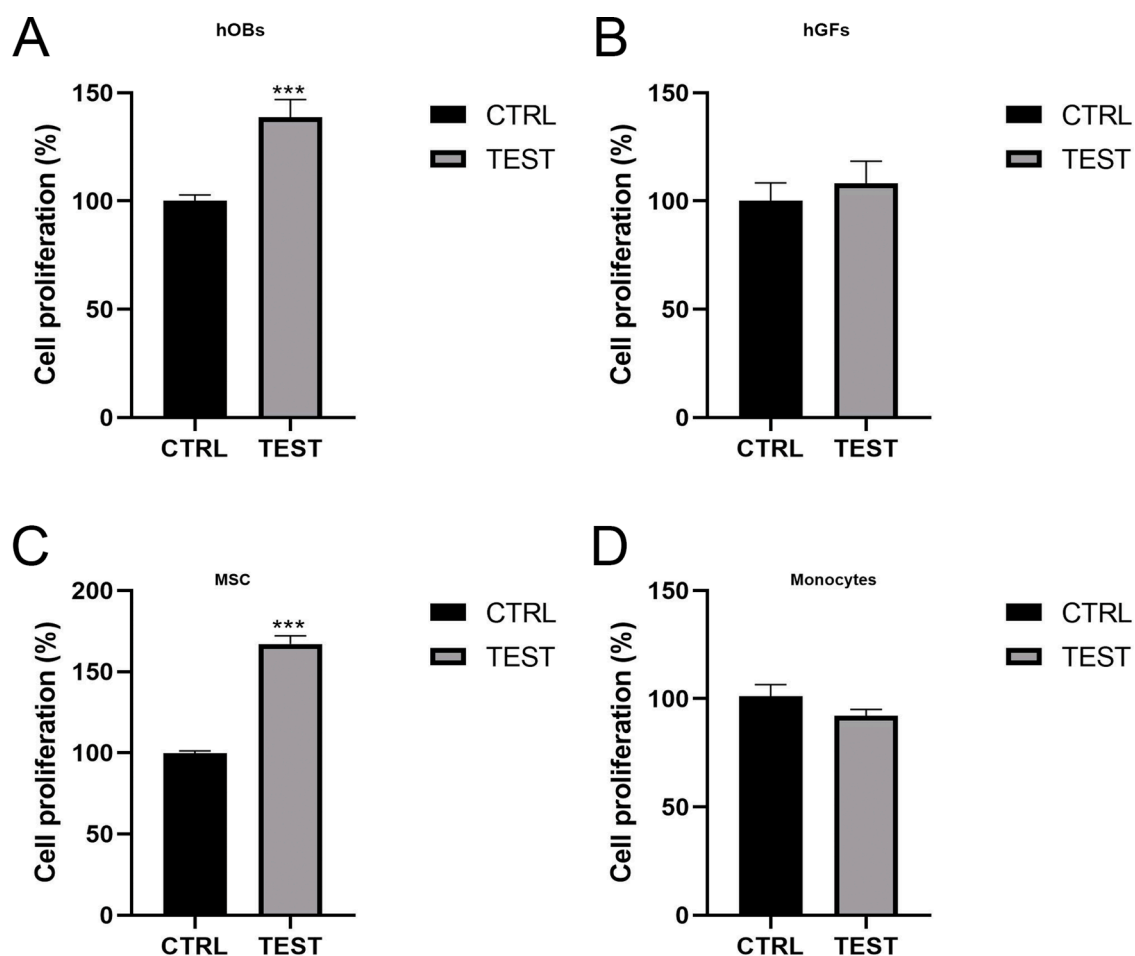 A
hOBs
Cell proliferation (%)
150
100
50
0
***
CTRL
TEST
CTRL
TEST
B
hGFs
Cell proliferation (%)
150
100
50
0
CTRL
TEST
CTRL
TEST
C
MSC
Cell proliferation (%)
200
150
100
50
0
***
CTRL
TEST
CTRL
TEST
D
Monocytes
Cell proliferation (%)
150
100
50
0
CTRL
TEST
CTRL
TEST